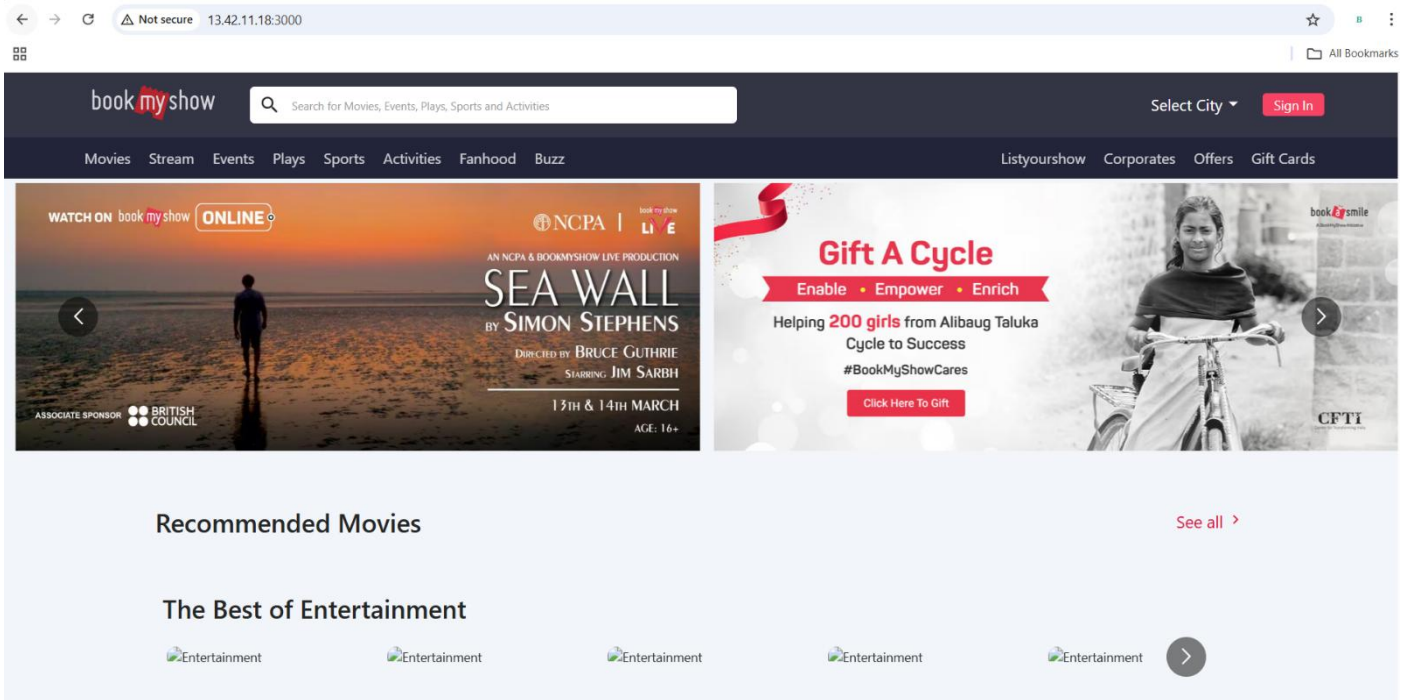 Not secure 13.42.11.18:3000
All Bookmarks
book my show
Search for Movies, Events, Plays, Sports and Activities
Select City
Sign In
Movies Stream Events Plays Sports Activities Fanhood Buzz
Listyourshow Corporates Offers Gift Cards
WATCH ON book my show ONLINE
NCPA | book my show LIVE
AN NCPA & BOOKMYSHOW LIVE PRODUCTION
SEA WALL
BY SIMON STEPHENS
DIRECTED BY BRUCE GUTHRIE
STARRING JIM SARBH
13TH & 14TH MARCH
AGE: 16+
ASSOCIATE SPONSOR BRITISH
COUNCIL
book a smile
Gift A Cycle
Enable • Empower • Enrich
Helping 200 girls from Alibaug Taluka
Cycle to Success
#BookMyShowCares
Click Here To Gift
CFTI
Recommended Movies
See all
The Best of Entertainment
Entertainment Entertainment Entertainment Entertainment Entertainment